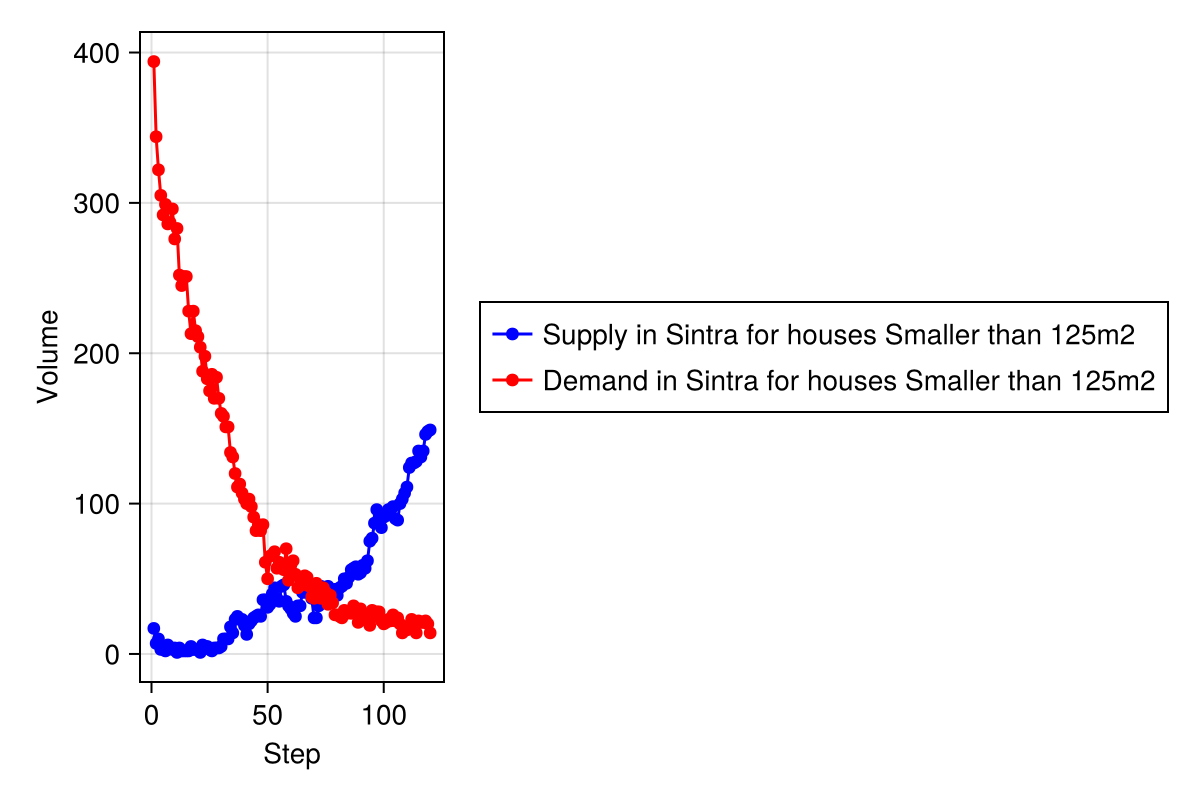 400
300
200
100
0
Volume
0 50 100
Step
Supply in Sintra for houses Smaller than 125m2
Demand in Sintra for houses Smaller than 125m2